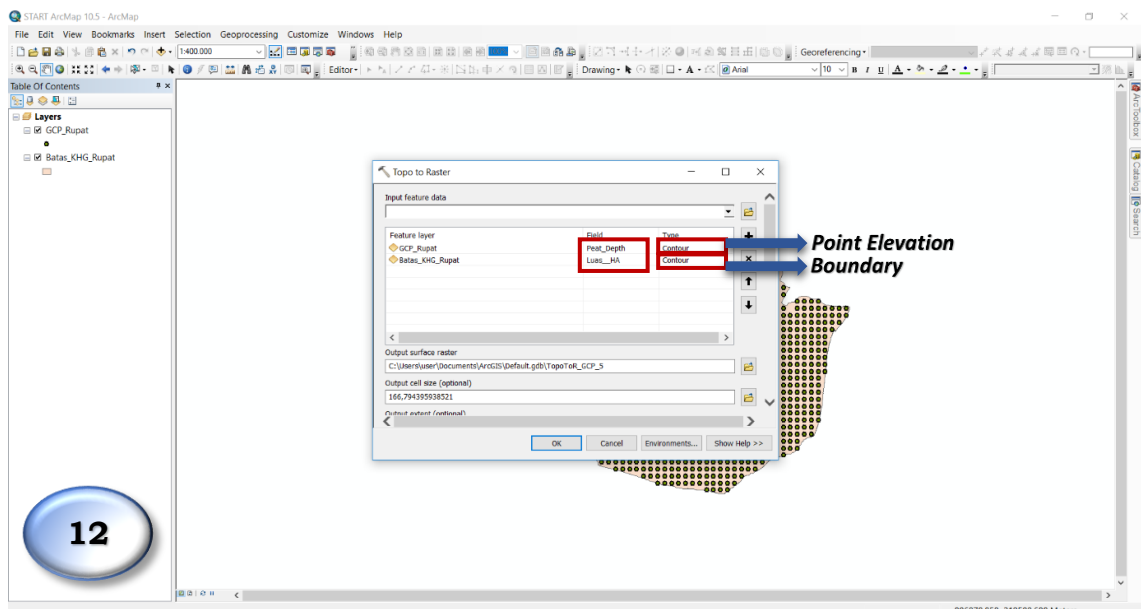 START ArcMap 10.5 - ArcMap
File Edit View Bookmarks Insert Selection Geoprocessing Customize Windows Help
1:400.000
Georeferencing
Editor
Drawing
A
Arial
10
B I U A
Table Of Contents
Layers
GCP_Rupat
Batas_KHG_Rupat
ArcToolbox
Catalog
Search
Topo to Raster
Input feature data
Feature layer Field Type
GCP_Rupat Peat_Depth Contour
Batas_KHG_Rupat Luas__HA Contour
Point Elevation
Boundary
Output surface raster
C:\Users\user\Documents\ArcGIS\Default.gdb\TopoToR_GCP_5
Output cell size (optional)
166,794395938521
Output extent (optional)
OK Cancel Environments... Show Help >>
12